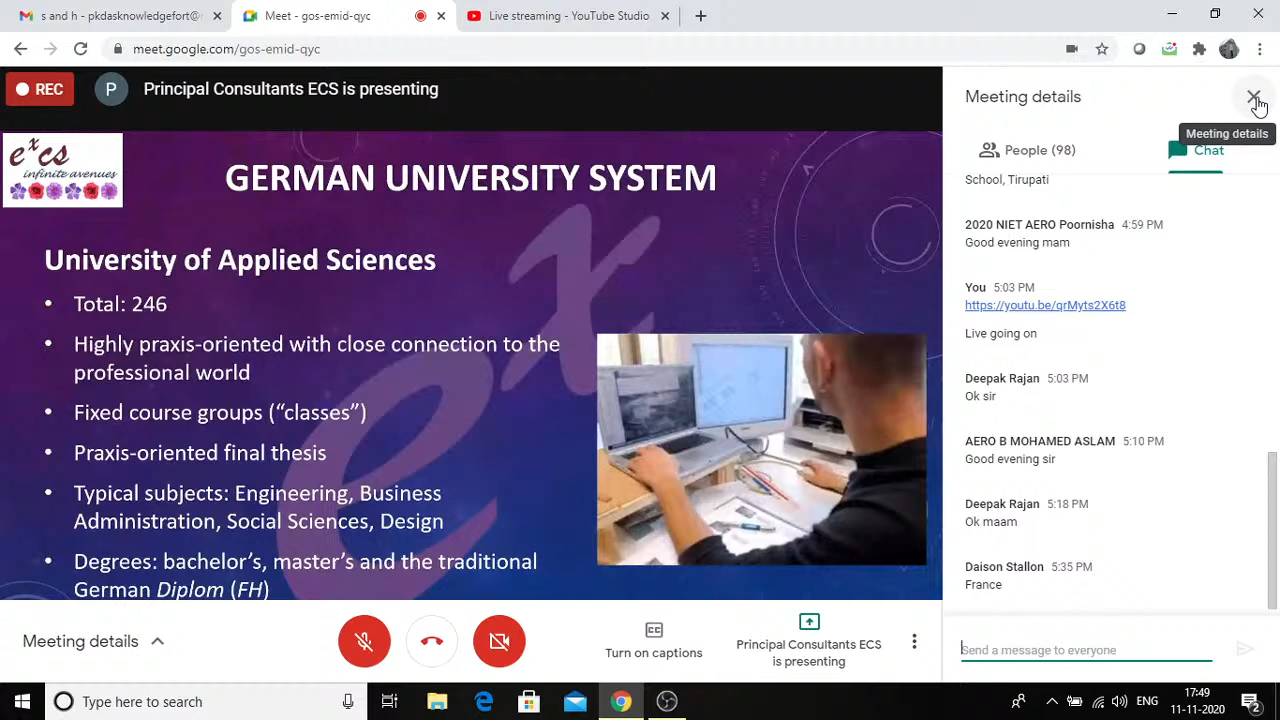 s and h - pkdasknowledgefort@
Meet - gos-emid-qyc
Live streaming - YouTube Studio
meet.google.com/gos-emid-qyc
REC
P
Principal Consultants ECS is presenting
excs
infinite avenues
GERMAN UNIVERSITY SYSTEM
University of Applied Sciences
• Total: 246
• Highly praxis-oriented with close connection to the
professional world
• Fixed course groups (“classes”)
• Praxis-oriented final thesis
• Typical subjects: Engineering, Business
Administration, Social Sciences, Design
• Degrees: bachelor’s, master’s and the traditional
German Diplom (FH)
Meeting details
Meeting details
People (98)
Chat
School, Tirupati
2020 NIET AERO Poornisha 4:59 PM
Good evening mam
You 5:03 PM
https://youtu.be/qrMyts2X6t8
Live going on
Deepak Rajan 5:03 PM
Ok sir
AERO B MOHAMED ASLAM 5:10 PM
Good evening sir
Deepak Rajan 5:18 PM
Ok maam
Daison Stallon 5:35 PM
France
Send a message to everyone
Meeting details
Turn on captions
Principal Consultants ECS
is presenting
Type here to search
ENG
17:49
11-11-2020
2